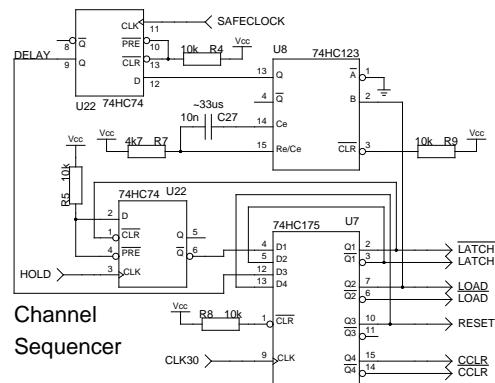 CLK
11
SAFECLOCK
Q
8
PRE
10
10k
R4
Vcc
DELAY
Q
9
CLR
13
D
12
U22
74HC74
U8
74HC123
13
Q
A
1
4
Q
B
2
~33us
10n
C27
14
Ce
Vcc
4k7
R7
15
Re/Ce
CLR
3
10k
R9
Vcc
Vcc
10k
R5
74HC74
U22
2
D
Q
5
1
CLR
4
PRE
Q
6
HOLD
3
CLK
74HC175
U7
4
D1
Q1
2
LATCH
5
D2
Q1
3
LATCH
12
D3
Q2
7
LOAD
13
D4
Q2
6
LOAD
Vcc
R8
10k
1
CLR
Q3
10
RESET
Q3
11
CLK30
9
CLK
Q4
15
CCLR
Q4
14
CCLR
Channel
Sequencer